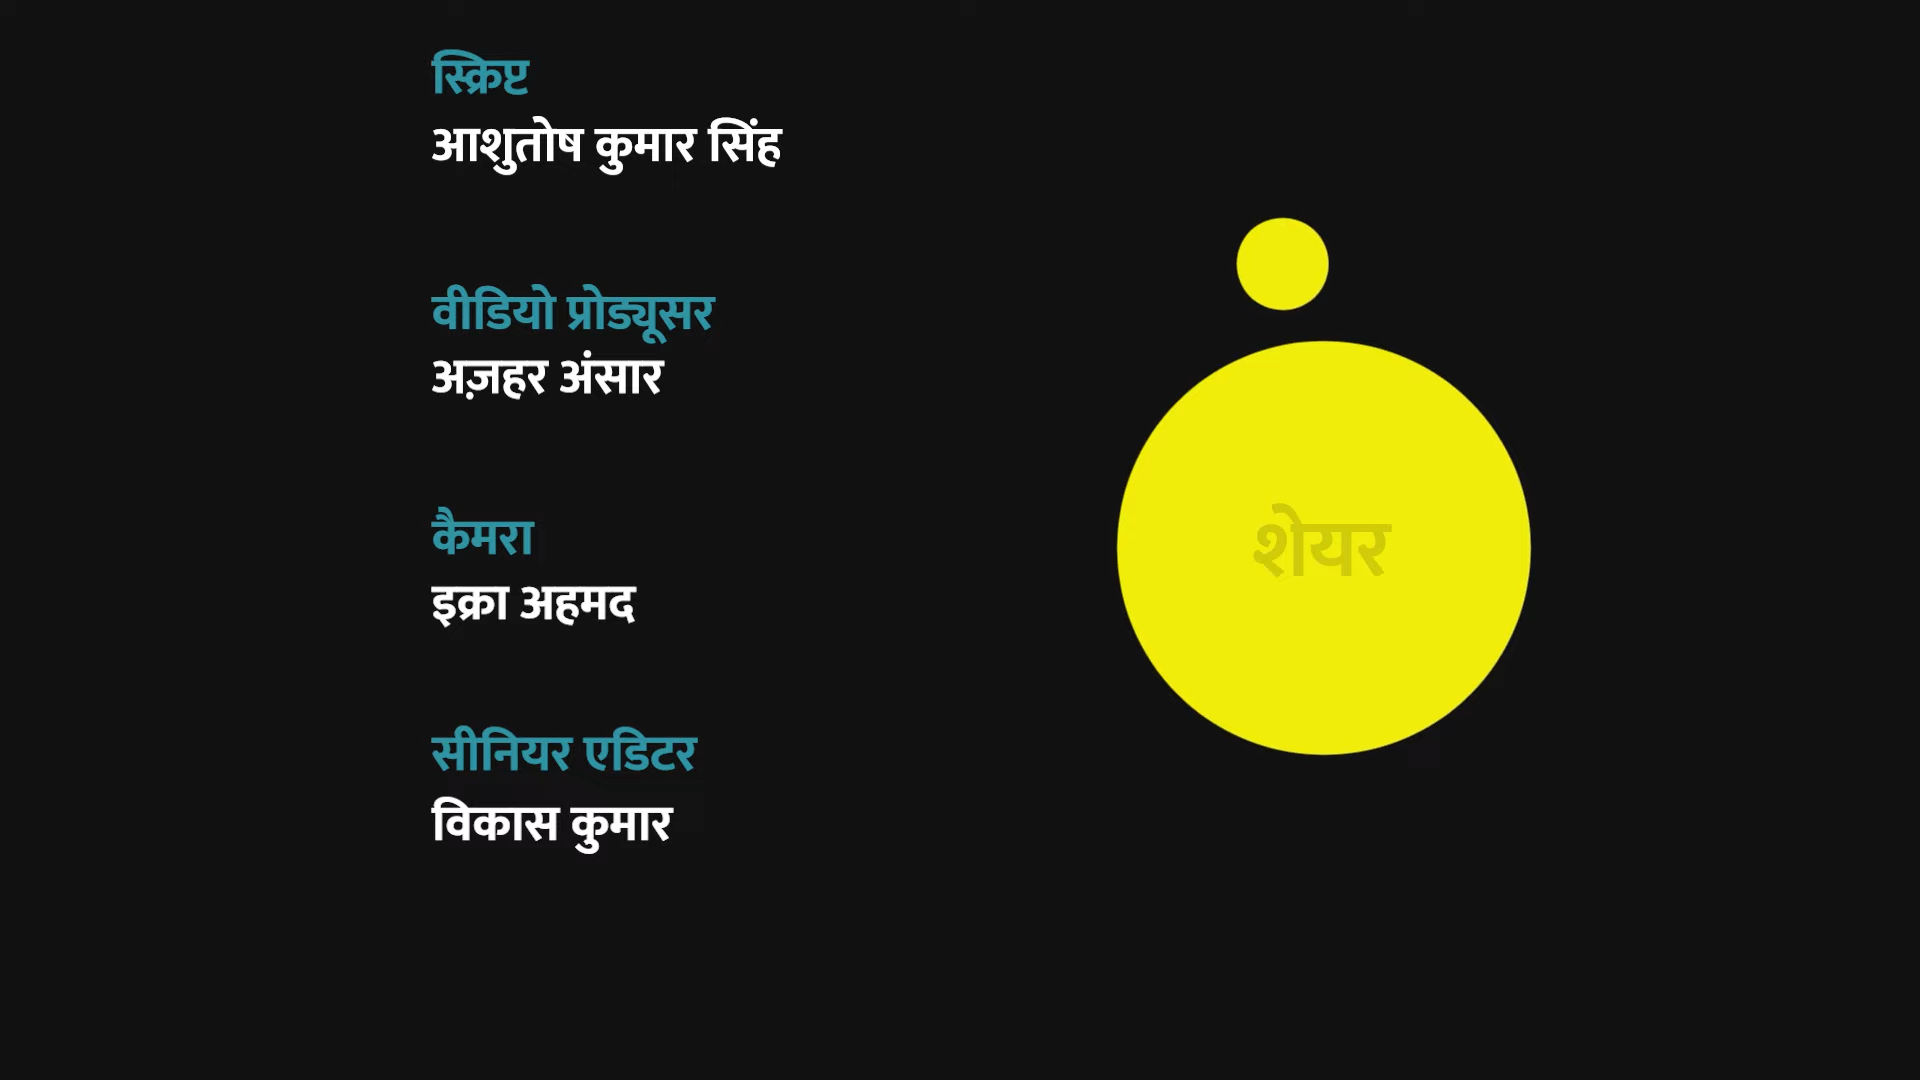 स्क्रिप्ट
आशुतोष कुमार सिंह
वीडियो प्रोड्यूसर
अज़हर अंसार
कैमरा
इक्रा अहमद
सीनियर एडिटर
विकास कुमार
शेयर